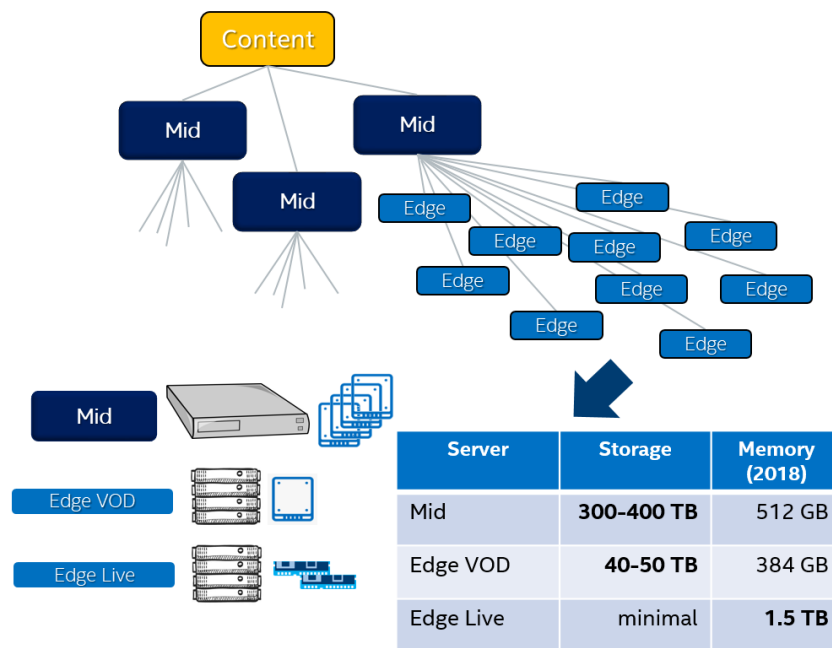 Content
Mid
Mid
Mid
Edge
Edge
Edge
Edge
Edge
Edge
Edge
Edge
Edge
Edge
Mid
Edge VOD
Edge Live
Server Storage Memory (2018)
Mid 300-400 TB 512 GB
Edge VOD 40-50 TB 384 GB
Edge Live minimal 1.5 TB